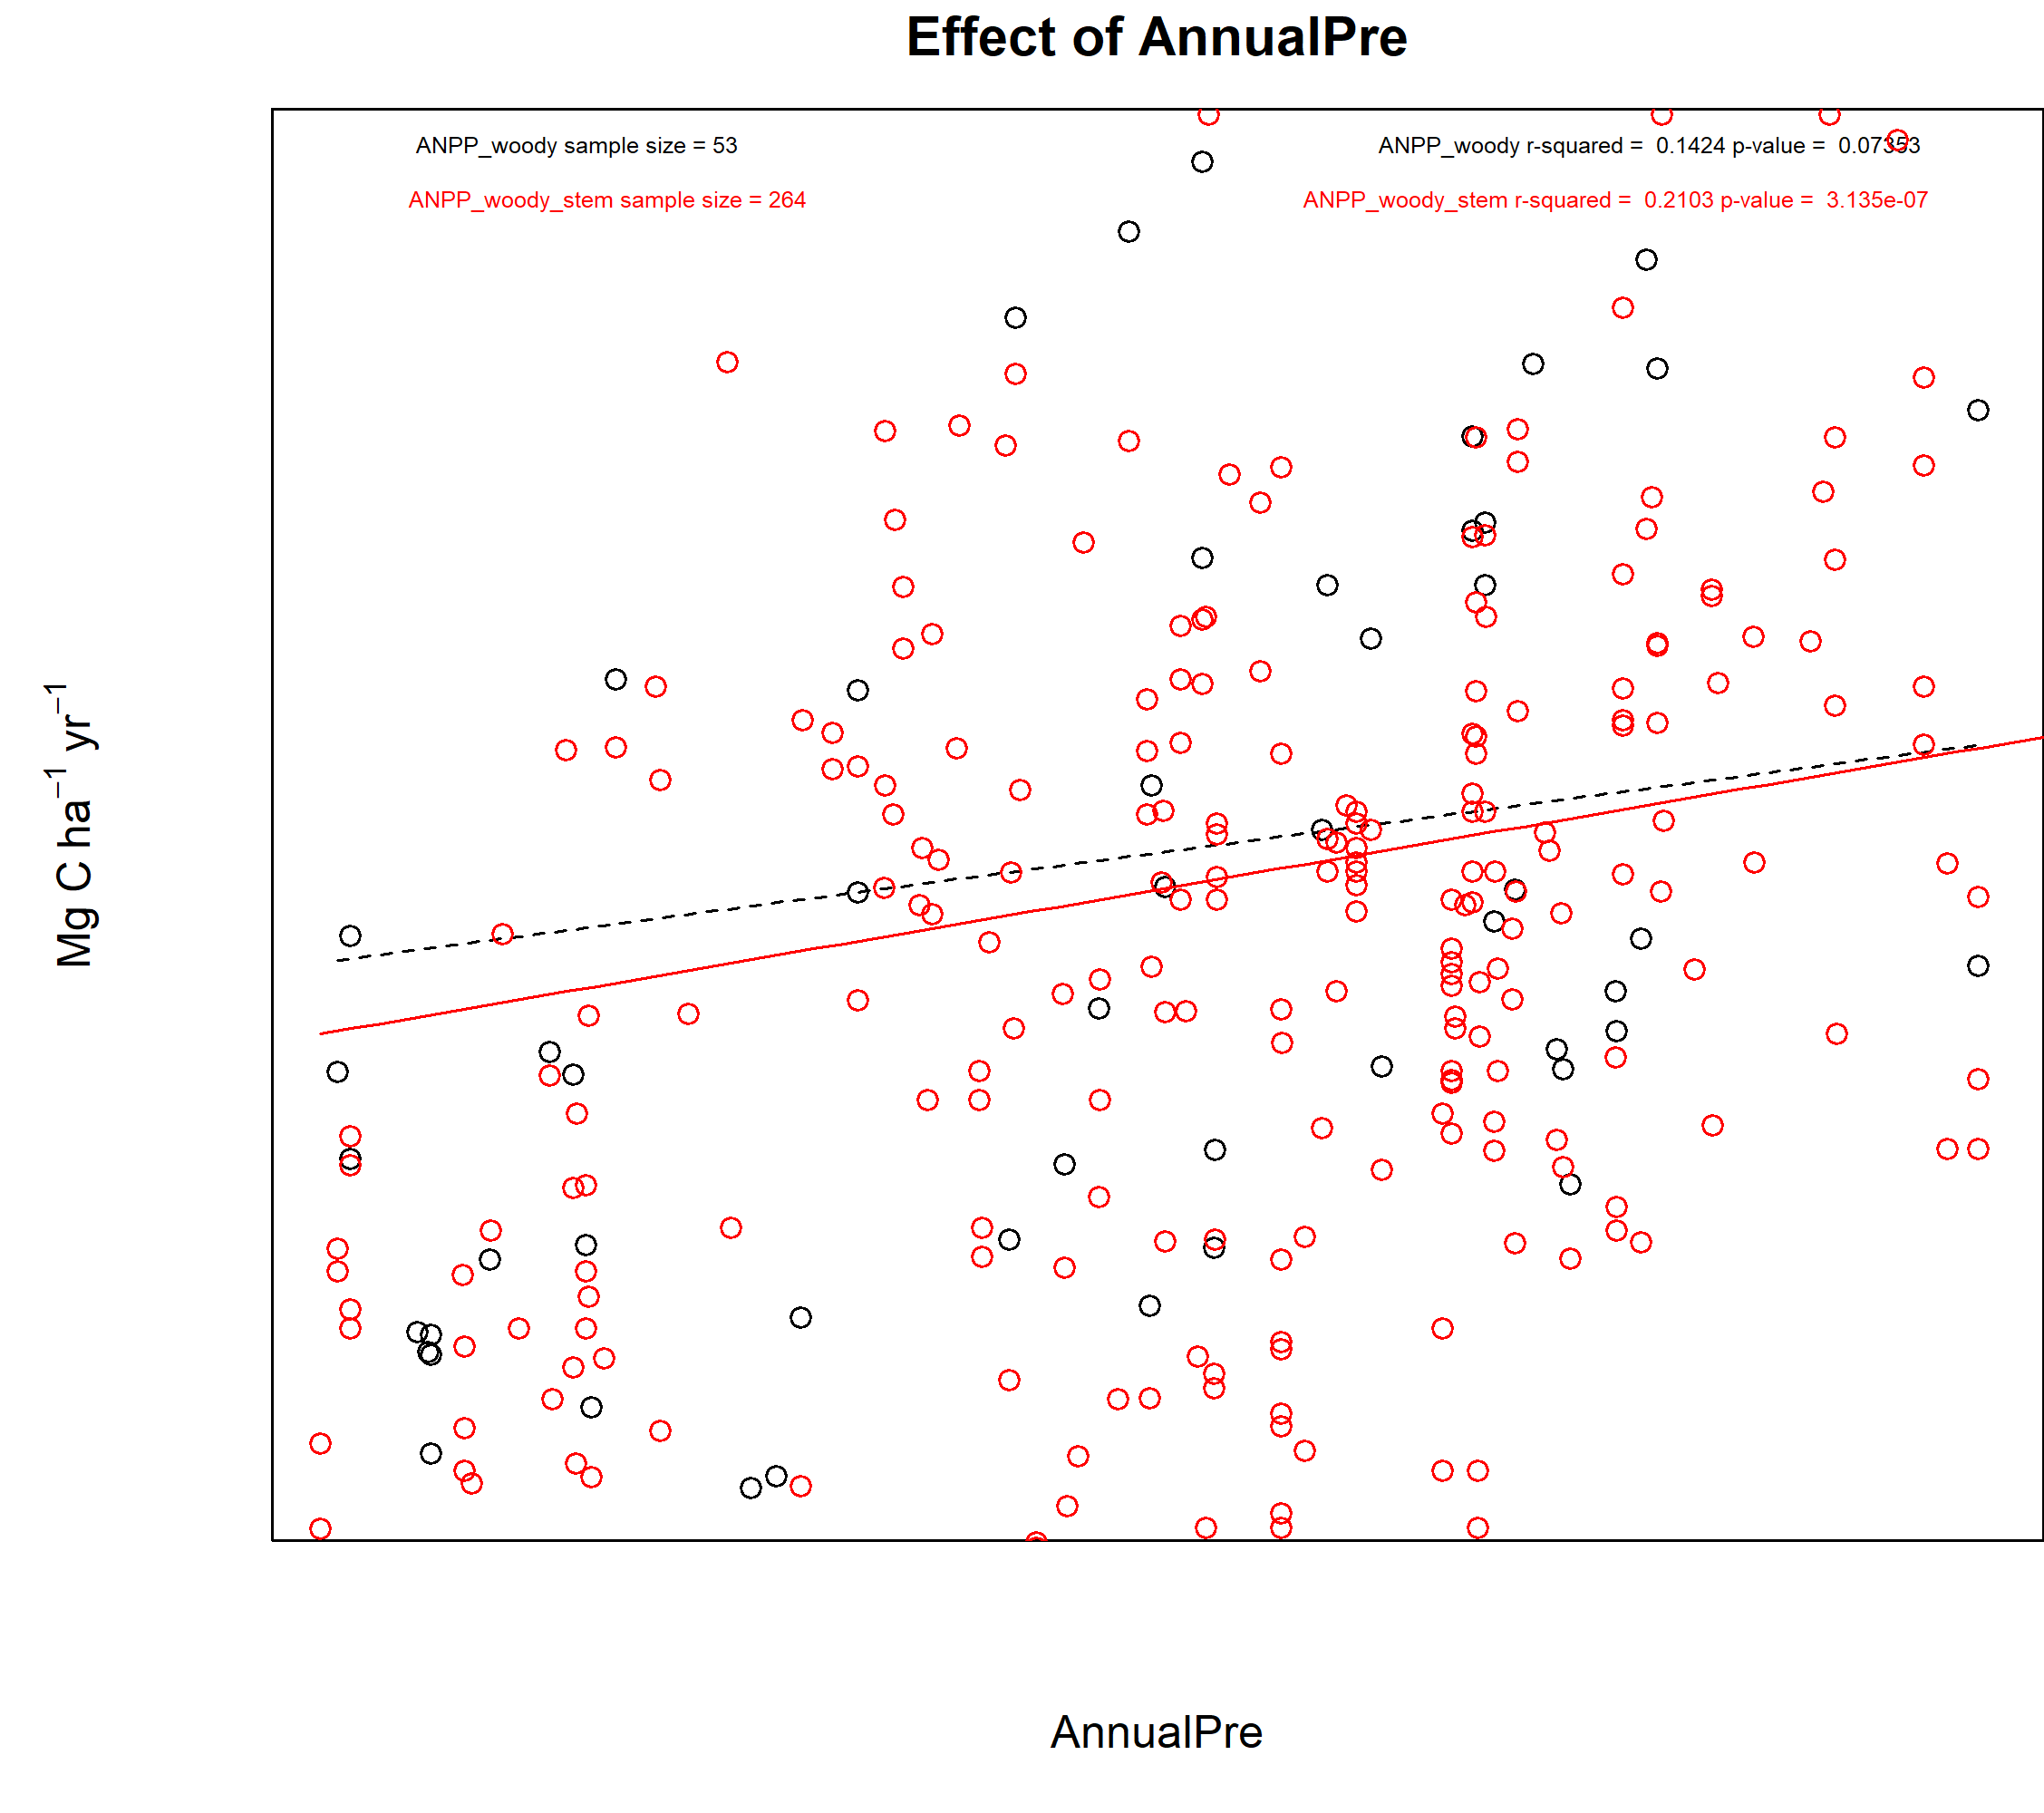 Effect of AnnualPre
ANPP_woody sample size = 53
ANPP_woody r-squared = 0.1424 p-value = 0.07353
ANPP_woody_stem sample size = 264
ANPP_woody_stem r-squared = 0.2103 p-value = 3.135e-07
Mg C ha−1 yr−1
AnnualPre